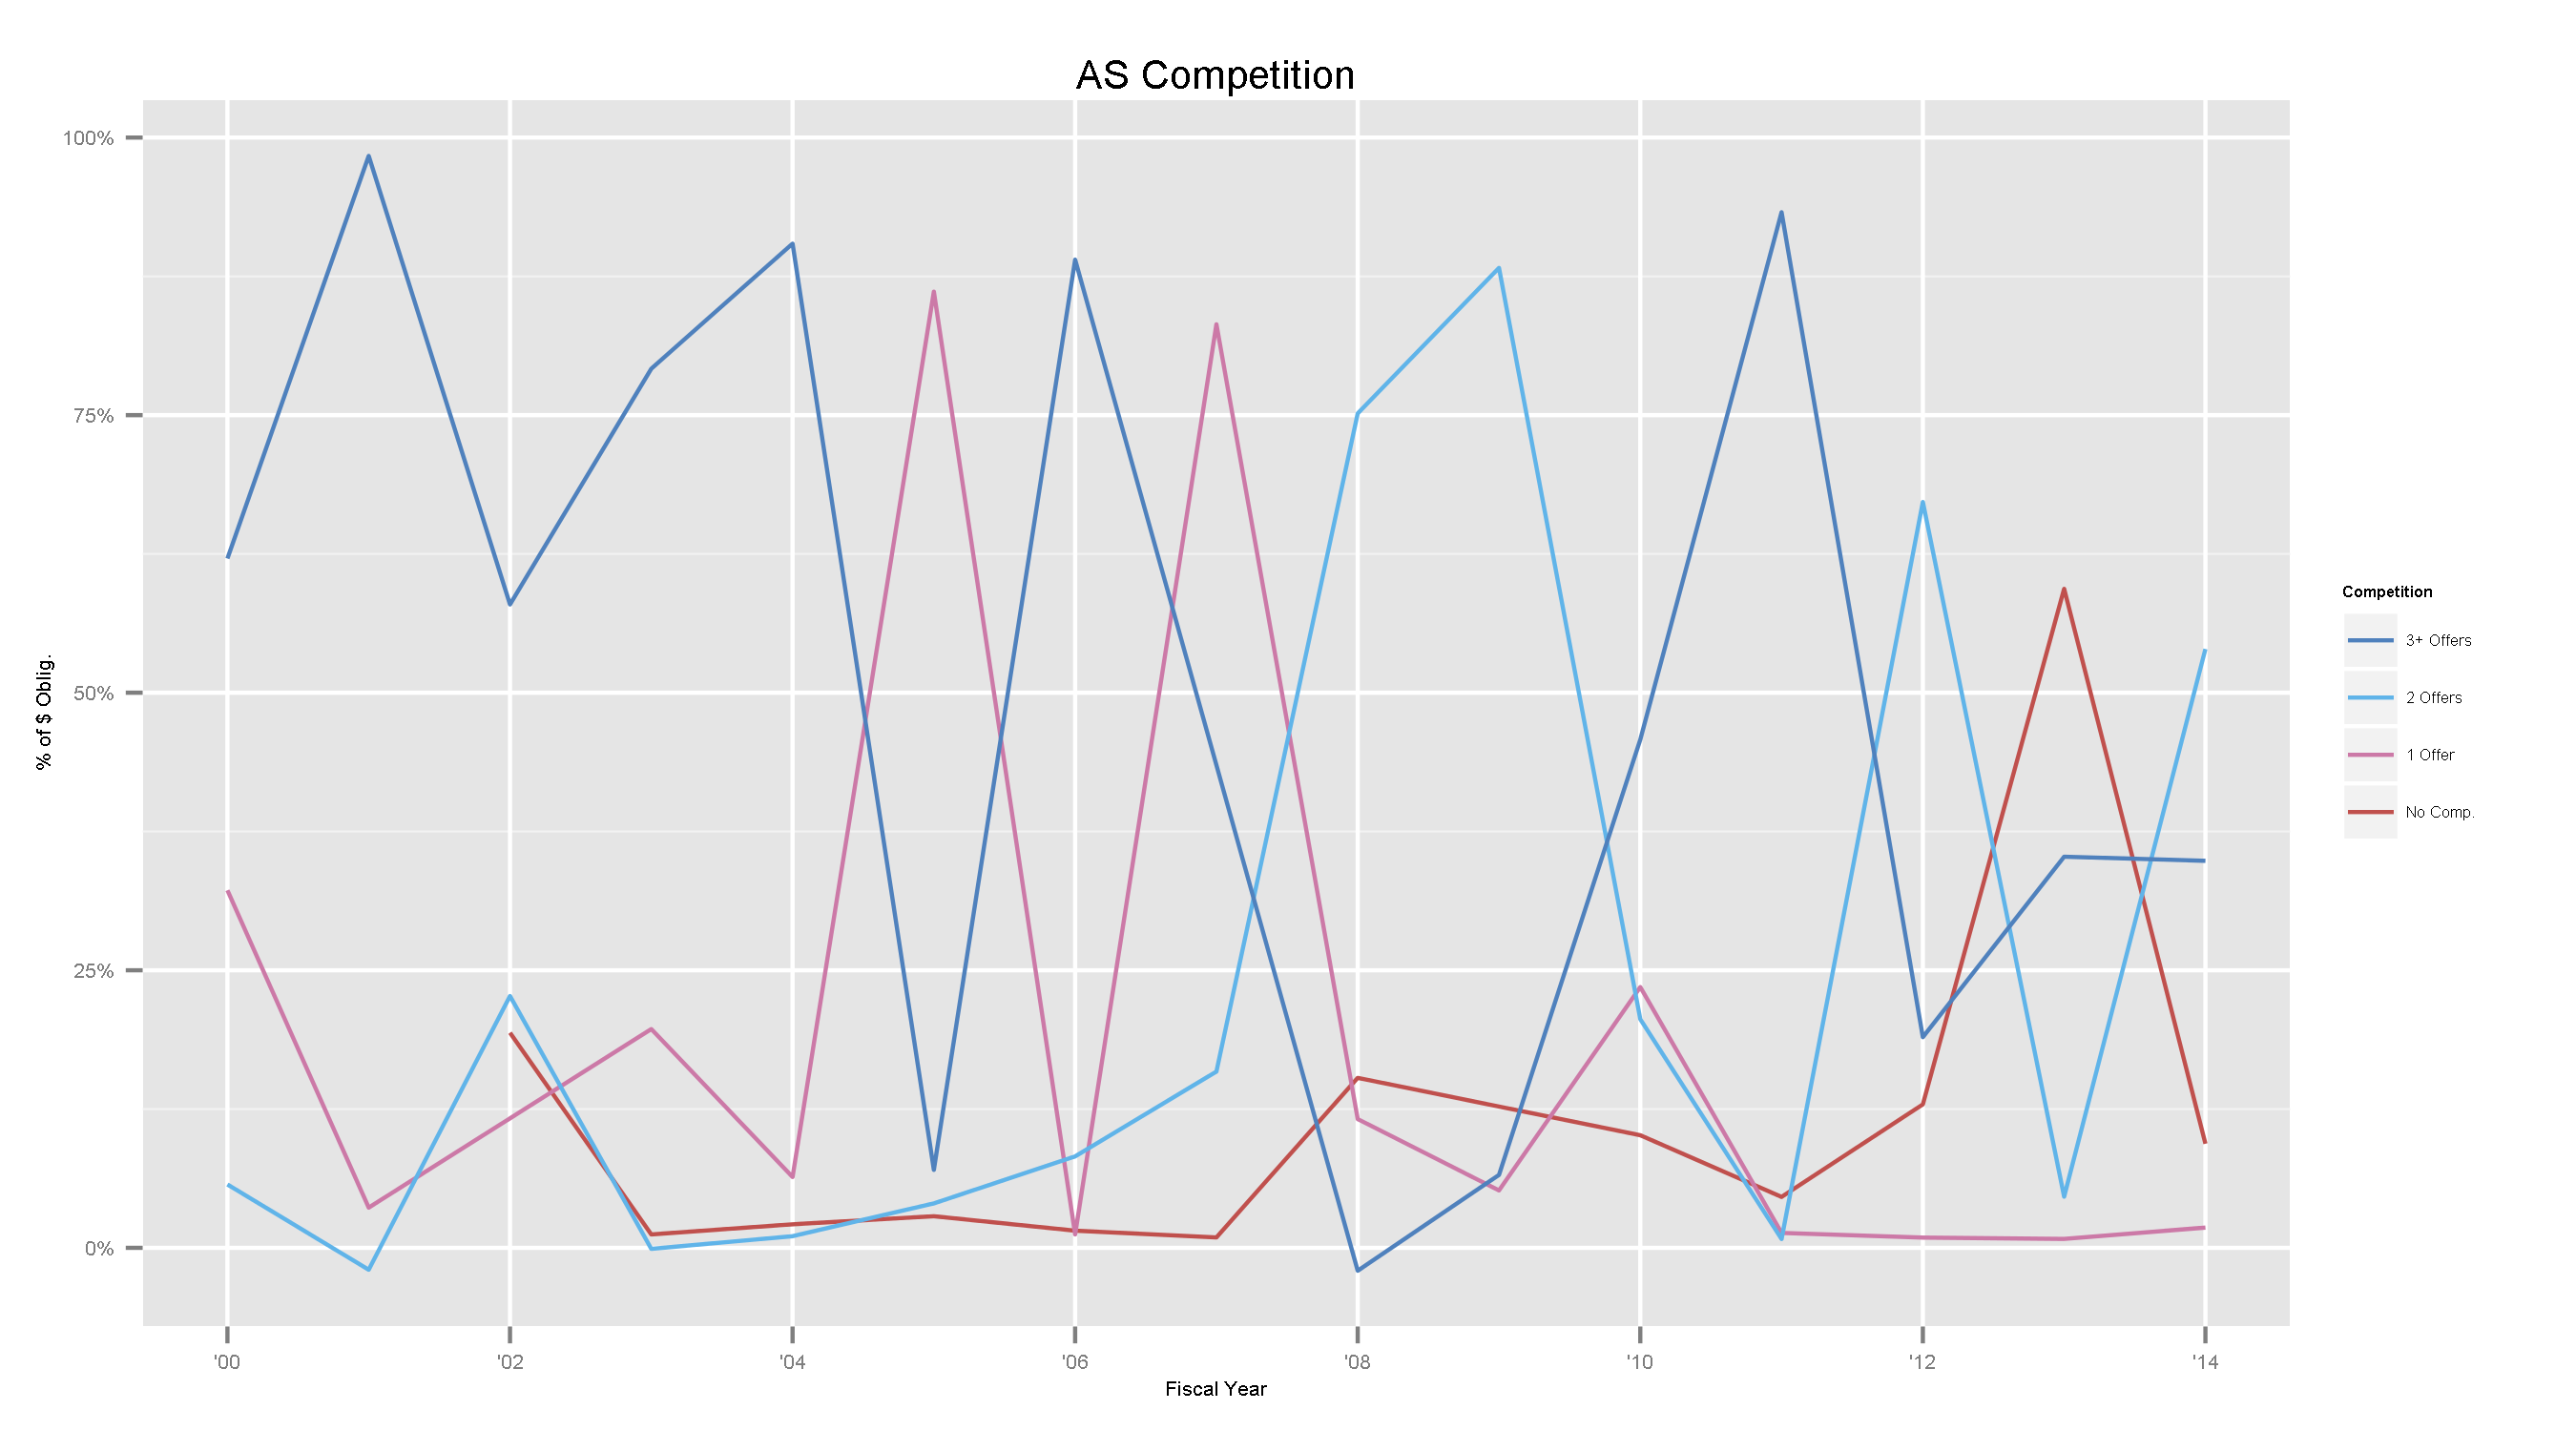 AS Competition
100%
75%
50%
25%
0%
% of $ Oblig.
'00 '02 '04 '06 '08 '10 '12 '14
Fiscal Year
Competition
3+ Offers
2 Offers
1 Offer
No Comp.